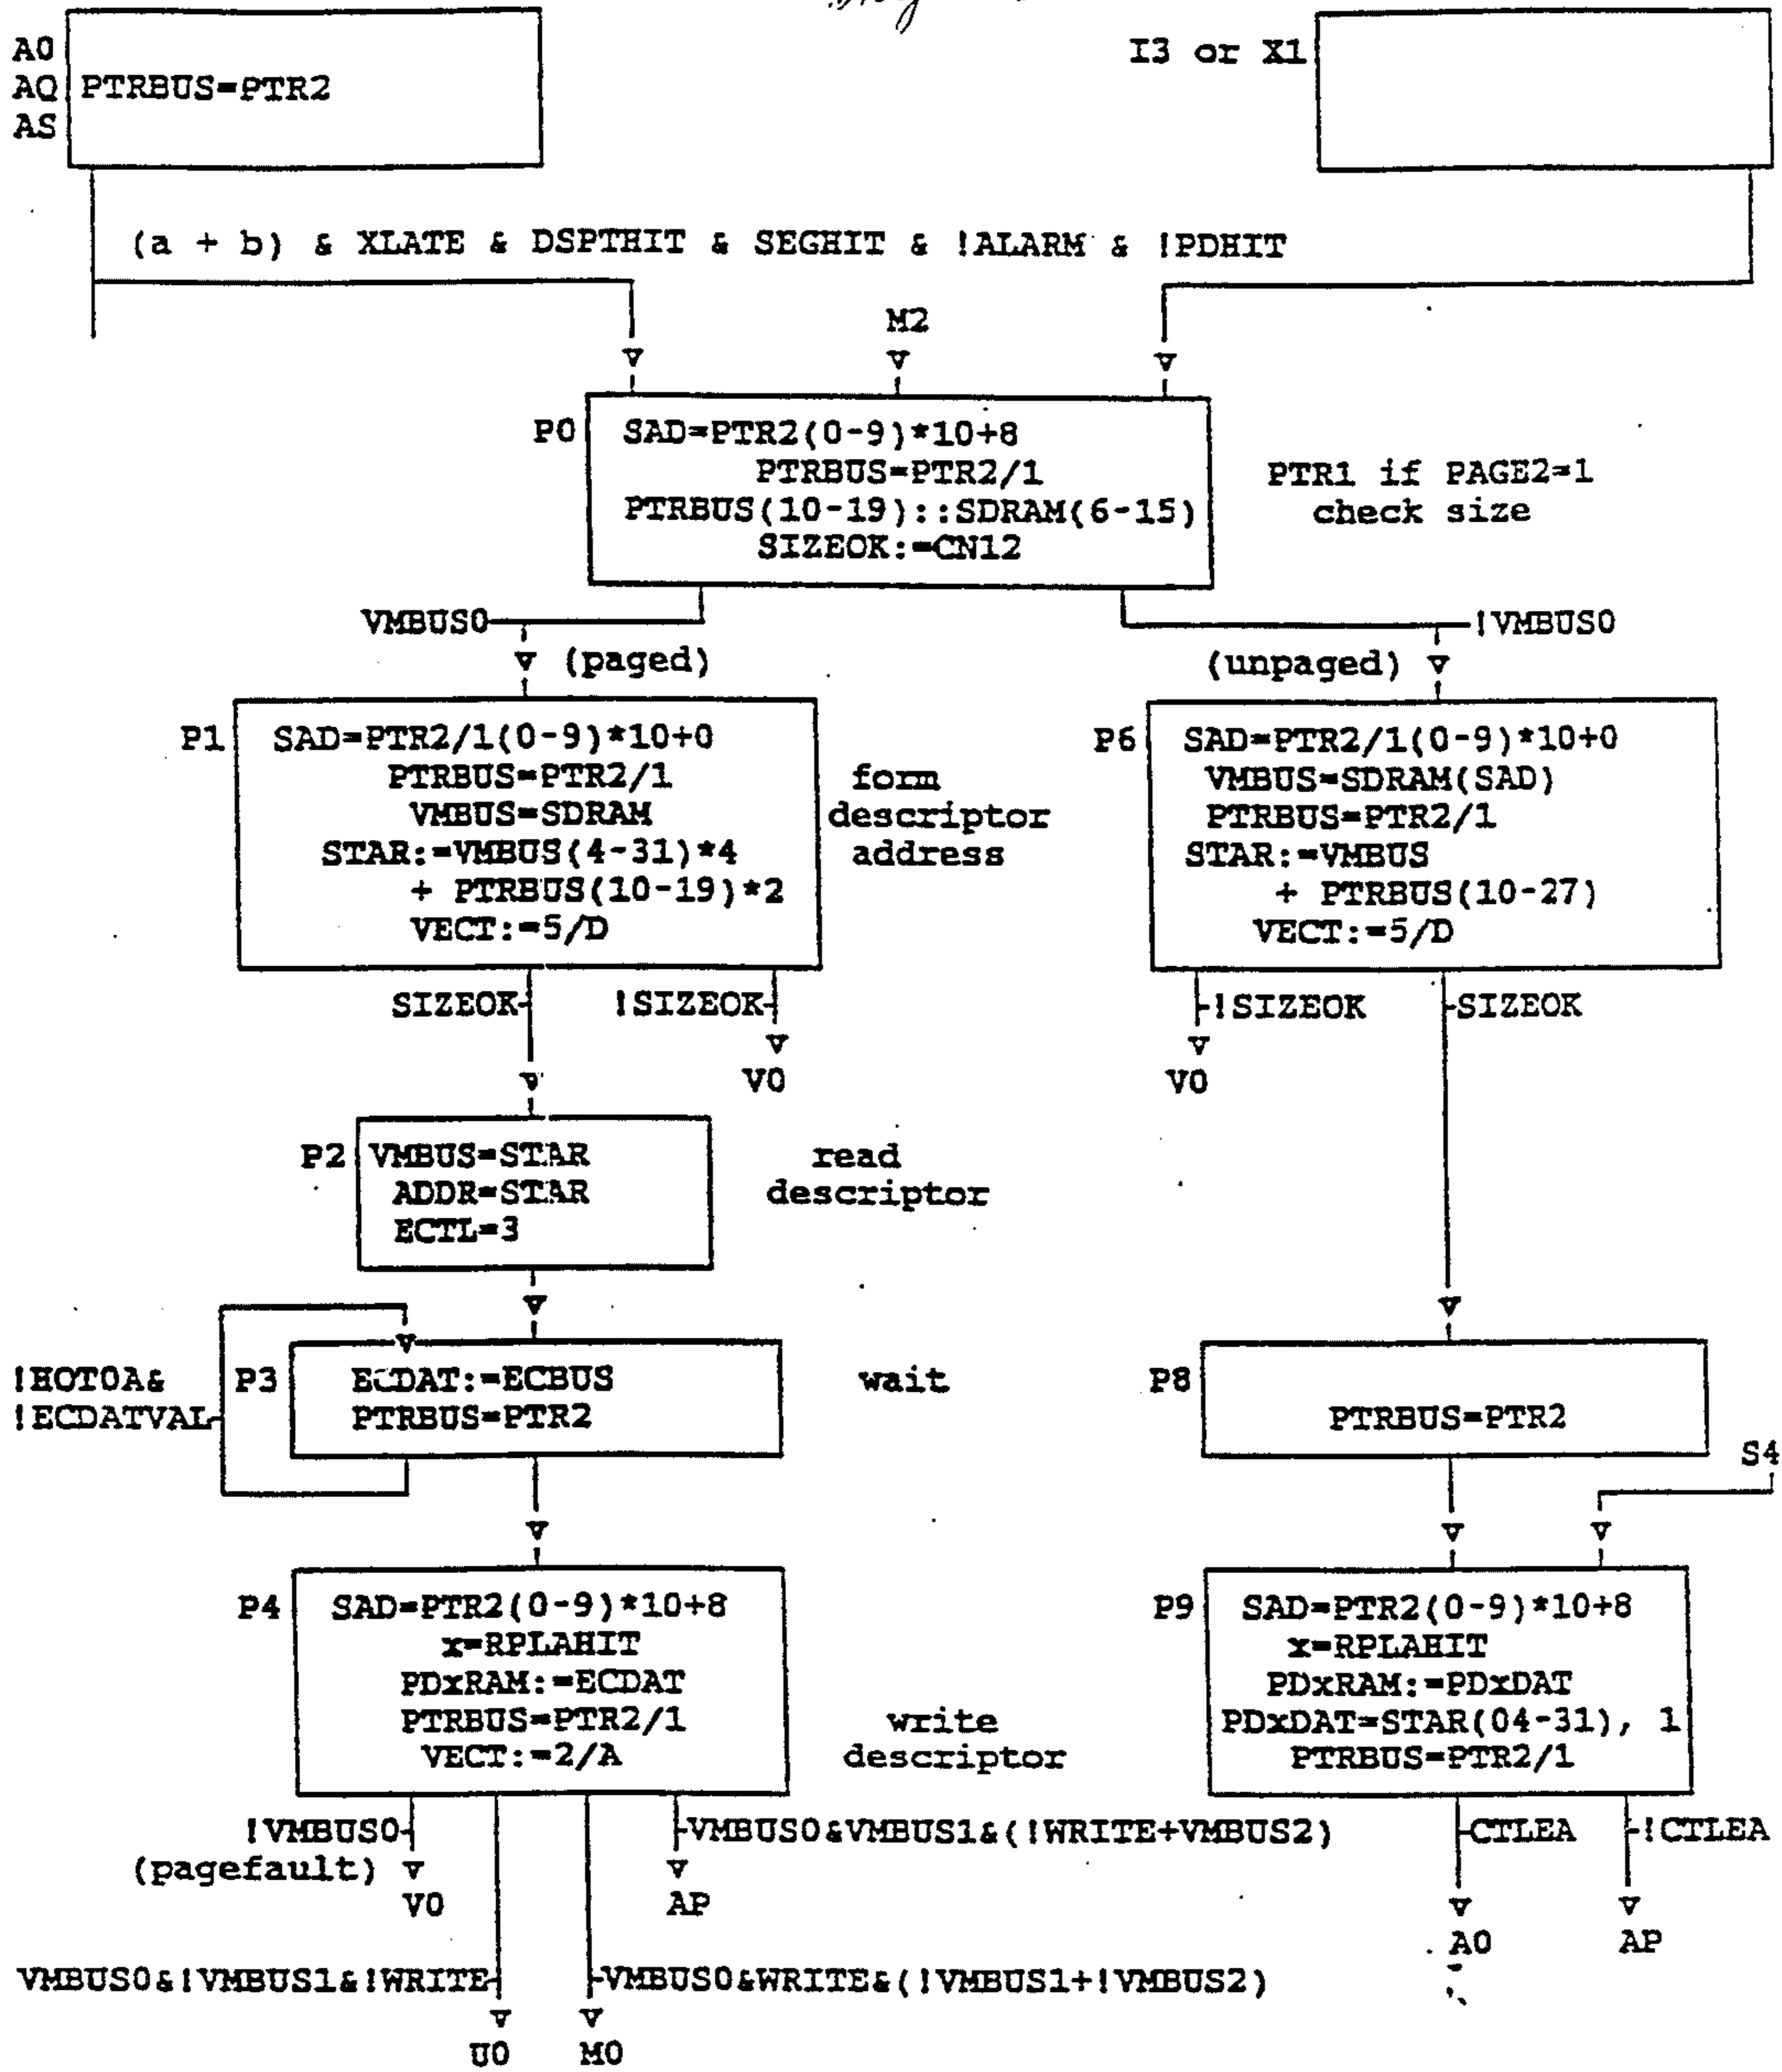 A0
AQ PTRBUS=PTR2
AS
I3 or X1
(a + b) & XLATE & DSPTHIT & SEGHIT & !ALARM & !PDHIT
M2
P0 SAD=PTR2(0-9)*10+8
PTRBUS=PTR2/1
PTRBUS(10-19)::SDRAM(6-15)
SIZEOK:=CN12
PTR1 if PAGE2=1
check size
VMBUS0
(paged)
!VMBUS0
(unpaged)
P1 SAD=PTR2/1(0-9)*10+0
PTRBUS=PTR2/1
VMBUS=SDRAM
STAR:=VMBUS(4-31)*4
+ PTRBUS(10-19)*2
VECT:=5/D
form
descriptor
address
P6 SAD=PTR2/1(0-9)*10+0
VMBUS=SDRAM(SAD)
PTRBUS=PTR2/1
STAR:=VMBUS
+ PTRBUS(10-27)
VECT:=5/D
SIZEOK
!SIZEOK
V0
!SIZEOK
SIZEOK
V0
P2 VMBUS=STAR
ADDR=STAR
ECTL=3
read
descriptor
!HOT0A&
!ECDATVAL
P3 ECDAT:=ECBUS
PTRBUS=PTR2
wait
P8 PTRBUS=PTR2
S4
P4 SAD=PTR2(0-9)*10+8
x=RPLAHIT
PDxRAM:=ECDAT
PTRBUS=PTR2/1
VECT:=2/A
write
descriptor
P9 SAD=PTR2(0-9)*10+8
x=RPLAHIT
PDxRAM:=PDxDAT
PDxDAT=STAR(04-31), 1
PTRBUS=PTR2/1
!VMBUS0
(pagefault)
V0
VMBUS0&VMBUS1&(!WRITE+VMBUS2)
AP
CTLEA
A0
!CTLEA
AP
VMBUS0&!VMBUS1&!WRITE
U0
VMBUS0&WRITE&(!VMBUS1+!VMBUS2)
M0